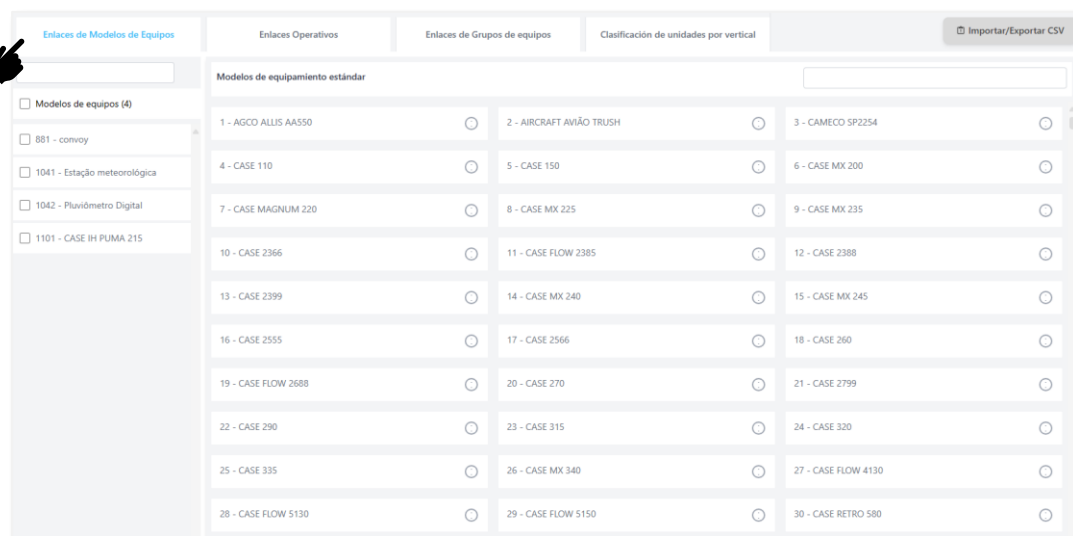 Enlaces de Modelos de Equipos
Enlaces Operativos
Enlaces de Grupos de equipos
Clasificación de unidades por vertical
Importar/Exportar CSV
Modelos de equipos (4)
881 - convoy
1041 - Estação meteorológica
1042 - Pluviômetro Digital
1101 - CASE IH PUMA 215
Modelos de equipamiento estándar
1 - AGCO ALLIS AA550
2 - AIRCRAFT AVIÃO TRUSH
3 - CAMECO SP2254
4 - CASE 110
5 - CASE 150
6 - CASE MX 200
7 - CASE MAGNUM 220
8 - CASE MX 225
9 - CASE MX 235
10 - CASE 2366
11 - CASE FLOW 2385
12 - CASE 2388
13 - CASE 2399
14 - CASE MX 240
15 - CASE MX 245
16 - CASE 2555
17 - CASE 2566
18 - CASE 260
19 - CASE FLOW 2688
20 - CASE 270
21 - CASE 2799
22 - CASE 290
23 - CASE 315
24 - CASE 320
25 - CASE 335
26 - CASE MX 340
27 - CASE FLOW 4130
28 - CASE FLOW 5130
29 - CASE FLOW 5150
30 - CASE RETRO 580